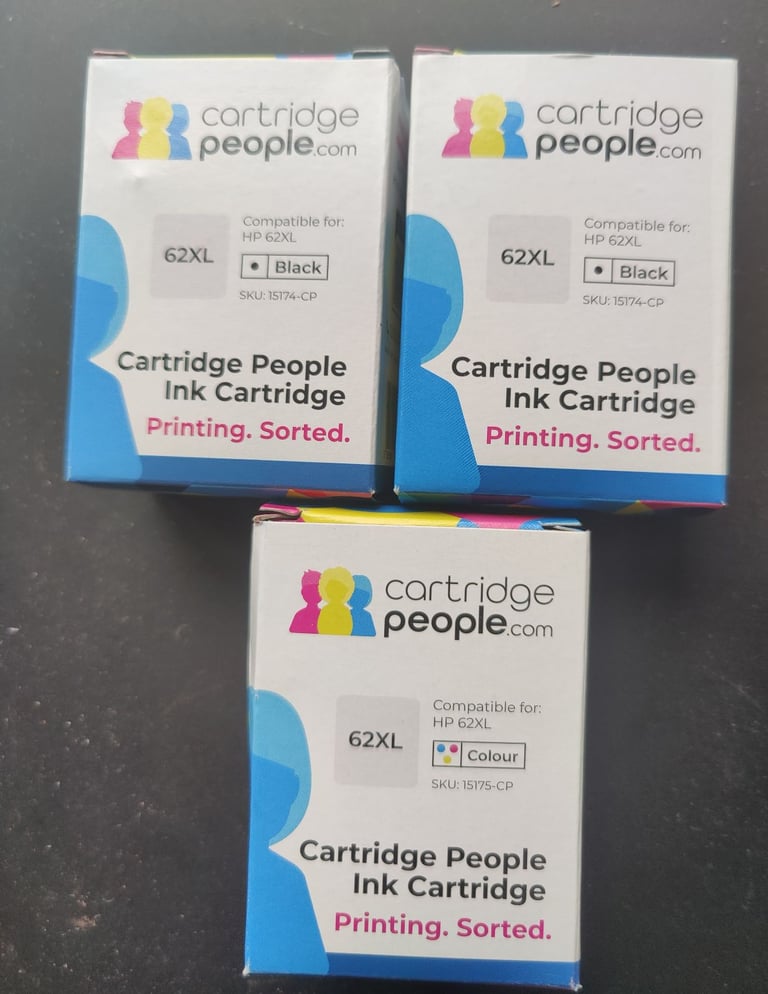 cartridge
people.com
62XL
Compatible for:
HP 62XL
Black
SKU: 15174-CP
Cartridge People
Ink Cartridge
Printing. Sorted.
cartridge
people.com
62XL
Compatible for:
HP 62XL
Black
SKU: 15174-CP
Cartridge People
Ink Cartridge
Printing. Sorted.
cartridge
people.com
62XL
Compatible for:
HP 62XL
Colour
SKU: 15175-CP
Cartridge People
Ink Cartridge
Printing. Sorted.